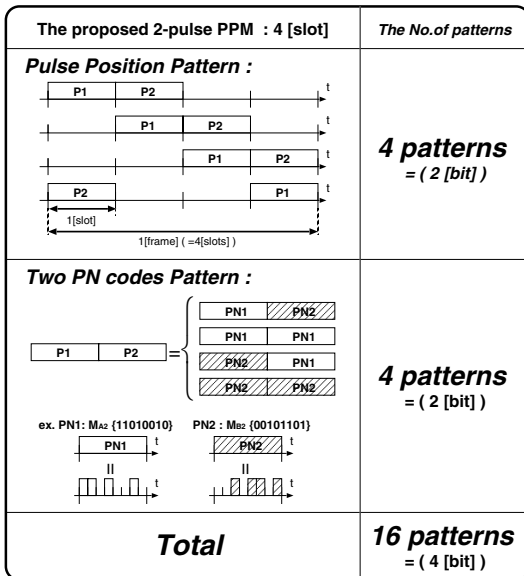 The proposed 2-pulse PPM : 4 [slot]
The No.of patterns
Pulse Position Pattern :
P1 P2 t
P1 P2 t
P1 P2 t
P2 P1 t
1[slot]
1[frame] ( =4[slots] )
4 patterns
= ( 2 [bit] )
Two PN codes Pattern :
PN1 PN2
PN1 PN1
P1 P2 =
PN2 PN1
PN2 PN2
4 patterns
= ( 2 [bit] )
ex. PN1: MA2 {11010010} PN2 : MB2 {00101101}
PN1 t PN2 t
= =
t t
Total
16 patterns
= ( 4 [bit] )